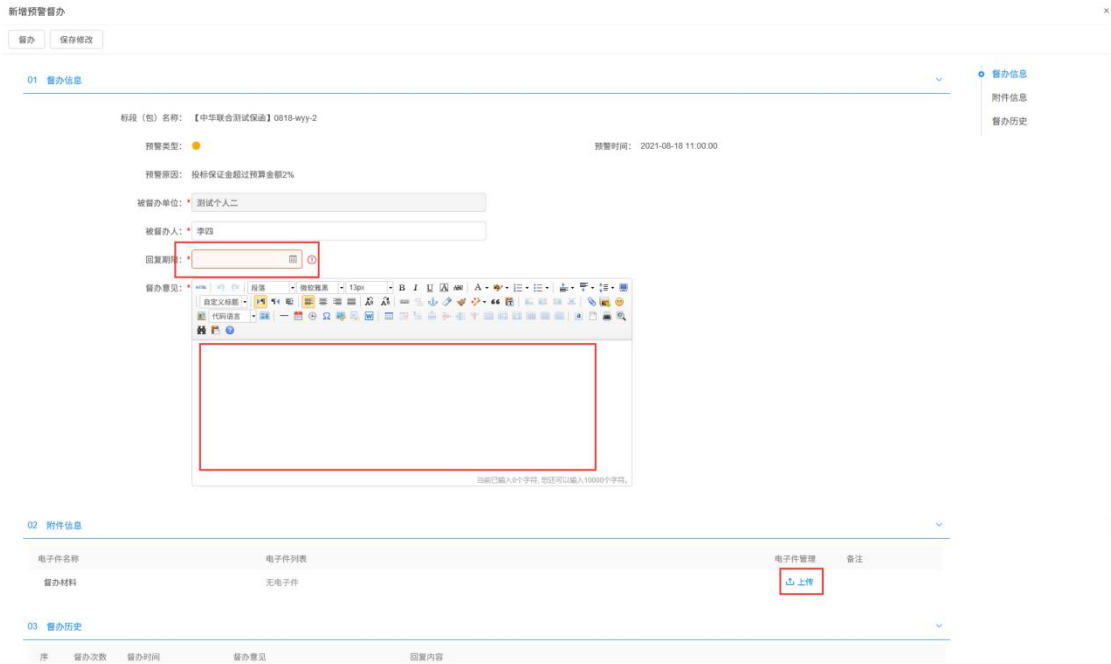 新增预警督办 ×
督办 保存修改
01 督办信息
督办信息
附件信息
督办历史
标段（包）名称： 【中华联合测试保函】0818-wyy-2
预警类型： 预警时间： 2021-08-18 11:00:00
预警原因： 投标保证金超过预算金额2%
被督办单位：* 测试个人二
被督办人：* 李四
回复期限：*
督办意见：* HTML 段落 微软雅黑 13px B I U A ABC A
自定义标题
代码语言
当前已输入0个字符, 您还可以输入10000个字符。
02 附件信息
电子件名称 电子件列表 电子件管理 备注
督办材料 无电子件 上传
03 督办历史
序 督办次数 督办时间 督办意见 回复内容